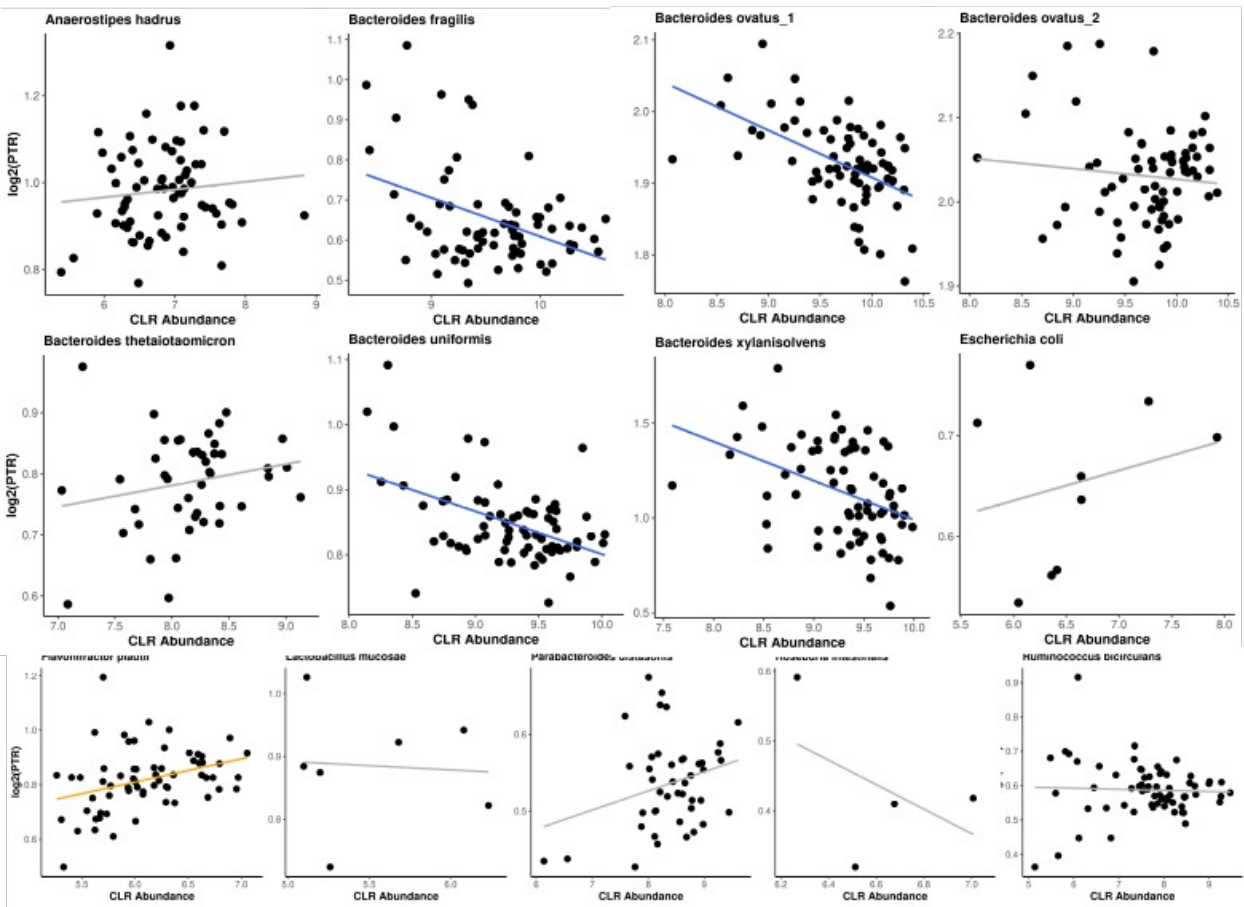 Anaerostipes hadrus
Bacteroides fragilis
Bacteroides ovatus_1
Bacteroides ovatus_2
log2(PTR)
1.2
1.0
0.8
6 7 8 9
CLR Abundance
1.1
1.0
0.9
0.8
0.7
0.6
0.5
9 10
CLR Abundance
2.1
2.0
1.9
1.8
8.0 8.5 9.0 9.5 10.0 10.5
CLR Abundance
2.2
2.1
2.0
1.9
8.0 8.5 9.0 9.5 10.0 10.5
CLR Abundance
Bacteroides thetaiotaomicron
Bacteroides uniformis
Bacteroides xylanisolvens
Escherichia coli
log2(PTR)
0.9
0.8
0.7
0.6
7.0 7.5 8.0 8.5 9.0
CLR Abundance
1.1
1.0
0.9
0.8
8.0 8.5 9.0 9.5 10.0
CLR Abundance
1.5
1.0
0.5
7.5 8.0 8.5 9.0 9.5 10.0
CLR Abundance
0.7
0.6
5.5 6.0 6.5 7.0 7.5 8.0
CLR Abundance
Flavonifractor plautii
Lactobacillus mucosae
Parabacteroides distasonis
Roseburia intestinalis
Ruminococcus bicirculans
log2(PTR)
1.2
1.0
0.8
0.6
5.5 6.0 6.5 7.0
CLR Abundance
1.0
0.9
0.8
5.0 5.5 6.0
CLR Abundance
0.6
0.5
6 7 8 9
CLR Abundance
0.6
0.5
0.4
6.2 6.4 6.6 6.8 7.0
CLR Abundance
0.9
0.8
0.7
0.6
0.5
0.4
5 6 7 8 9
CLR Abundance